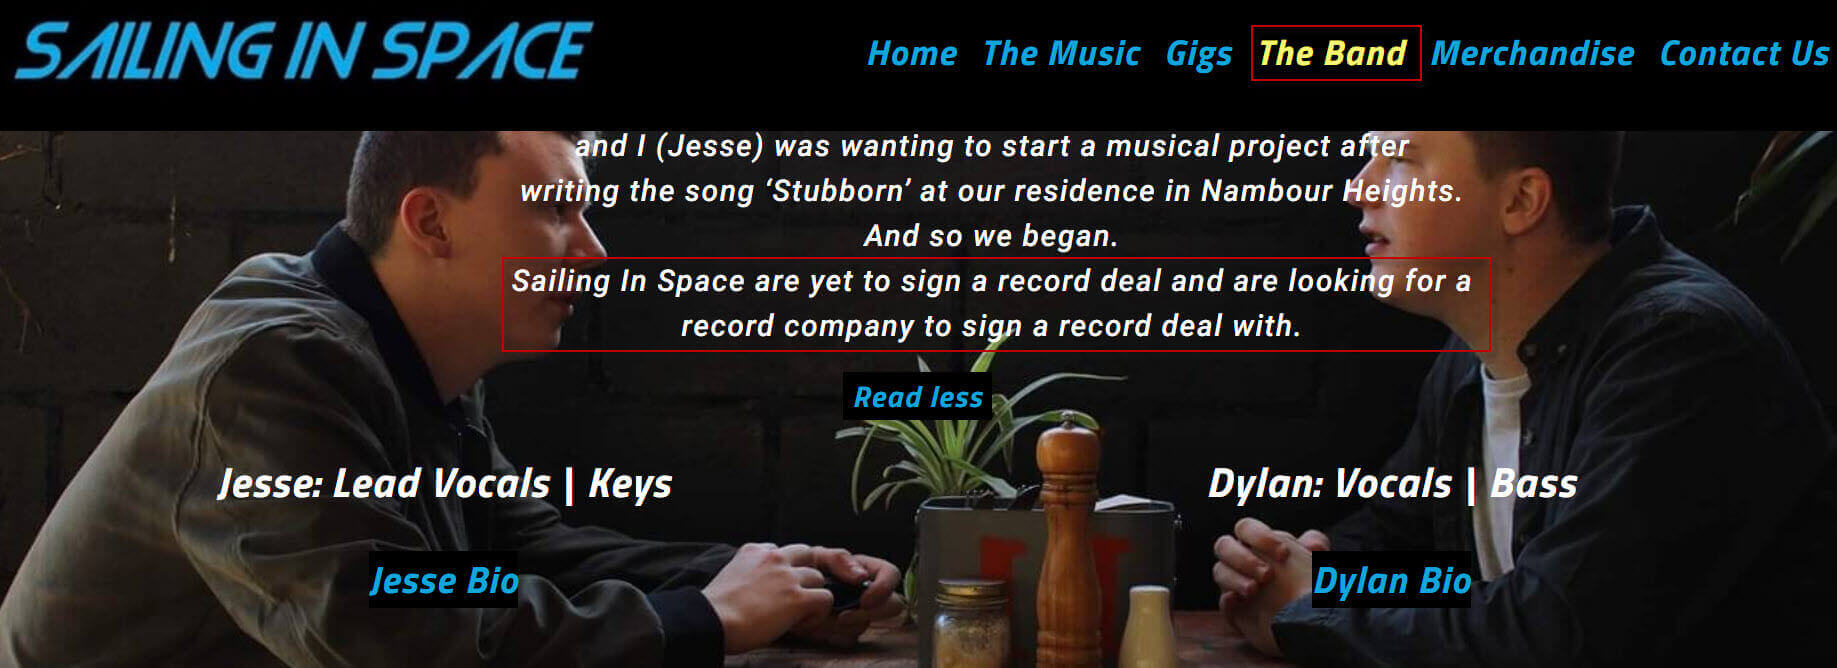 SAILING IN SPACE
Home The Music Gigs The Band Merchandise Contact Us
and I (Jesse) was wanting to start a musical project after
writing the song ‘Stubborn’ at our residence in Nambour Heights.
And so we began.
Sailing In Space are yet to sign a record deal and are looking for a
record company to sign a record deal with.
Read less
Jesse: Lead Vocals | Keys
Dylan: Vocals | Bass
Jesse Bio
Dylan Bio